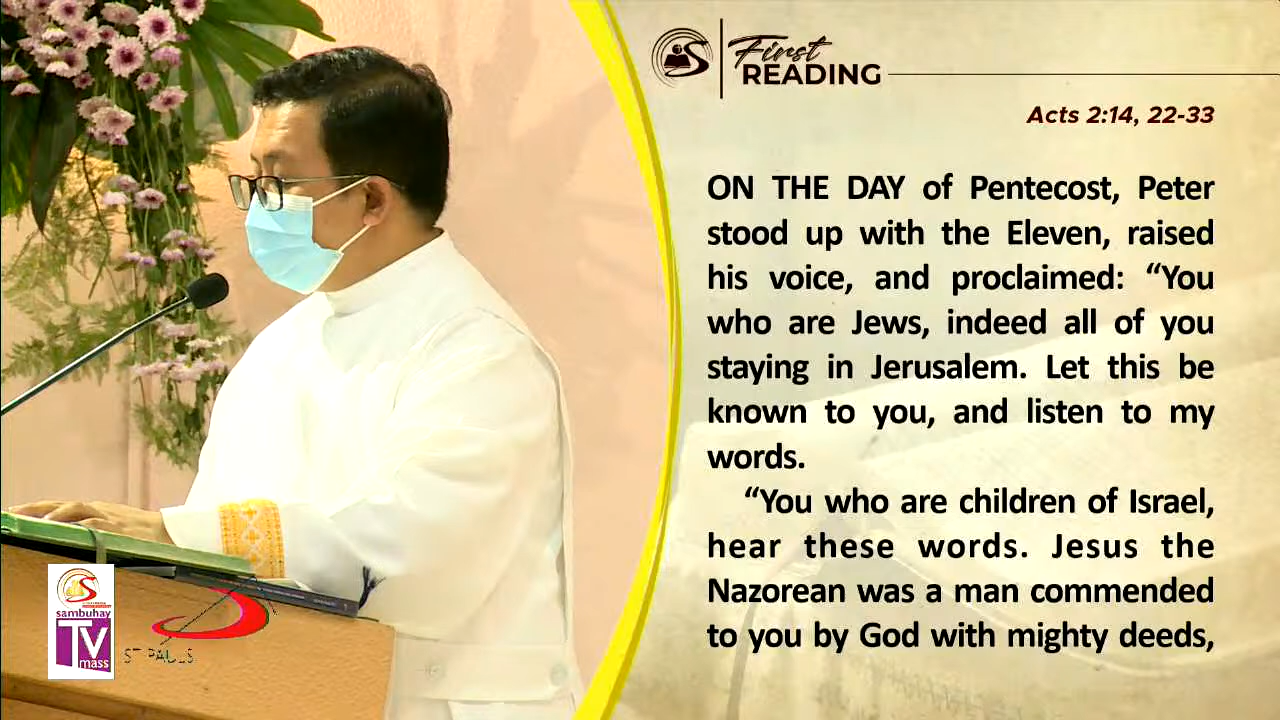 First
READING
Acts 2:14, 22-33
ON THE DAY of Pentecost, Peter
stood up with the Eleven, raised
his voice, and proclaimed: “You
who are Jews, indeed all of you
staying in Jerusalem. Let this be
known to you, and listen to my
words.
“You who are children of Israel,
hear these words. Jesus the
Nazorean was a man commended
to you by God with mighty deeds,
sambuhay
TV
mass
ST PAULS